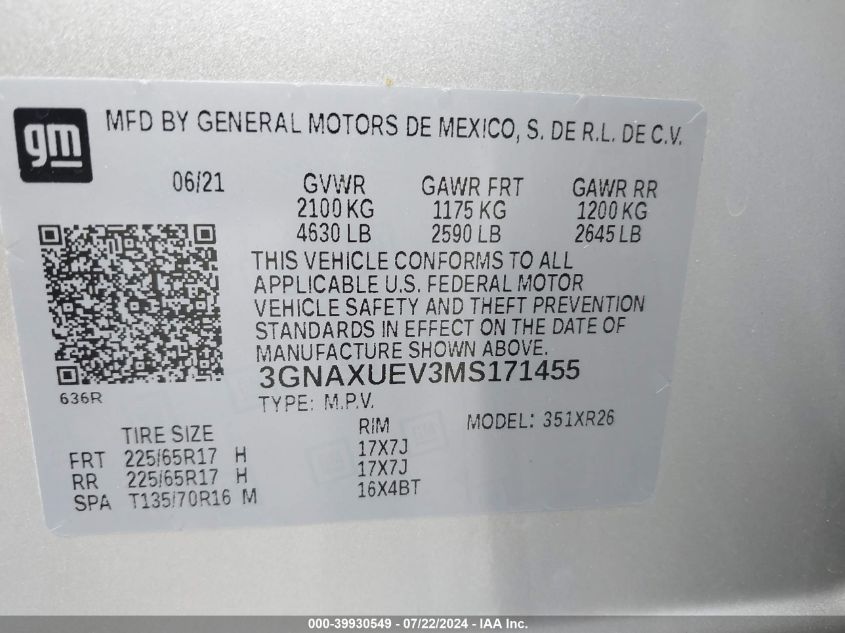 gm
MFD BY GENERAL MOTORS DE MEXICO, S. DE R.L. DE C.V.
06/21 GVWR GAWR FRT GAWR RR
2100 KG 1175 KG 1200 KG
4630 LB 2590 LB 2645 LB
THIS VEHICLE CONFORMS TO ALL
APPLICABLE U.S. FEDERAL MOTOR
VEHICLE SAFETY AND THEFT PREVENTION
STANDARDS IN EFFECT ON THE DATE OF
MANUFACTURE SHOWN ABOVE.
3GNAXUEV3MS171455
636R
TYPE: M.P.V.
MODEL: 351XR26
TIRE SIZE RIM
FRT 225/65R17 H 17X7J
RR 225/65R17 H 17X7J
SPA T135/70R16 M 16X4BT
000-39930549 - 07/22/2024 - IAA Inc.